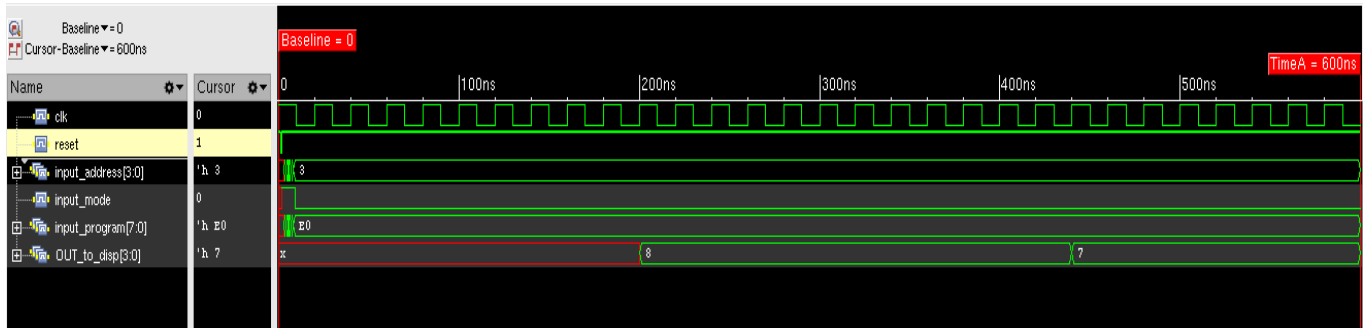 Baseline▼=0
Cursor-Baseline▼=600ns
Baseline = 0
TimeA = 600ns
Name Cursor 0 100ns 200ns 300ns 400ns 500ns
clk 0
reset 1
input_address[3:0] 'h 3 3
input_mode 0
input_program[7:0] 'h E0 E0
OUT_to_disp[3:0] 'h 7 x 8 7